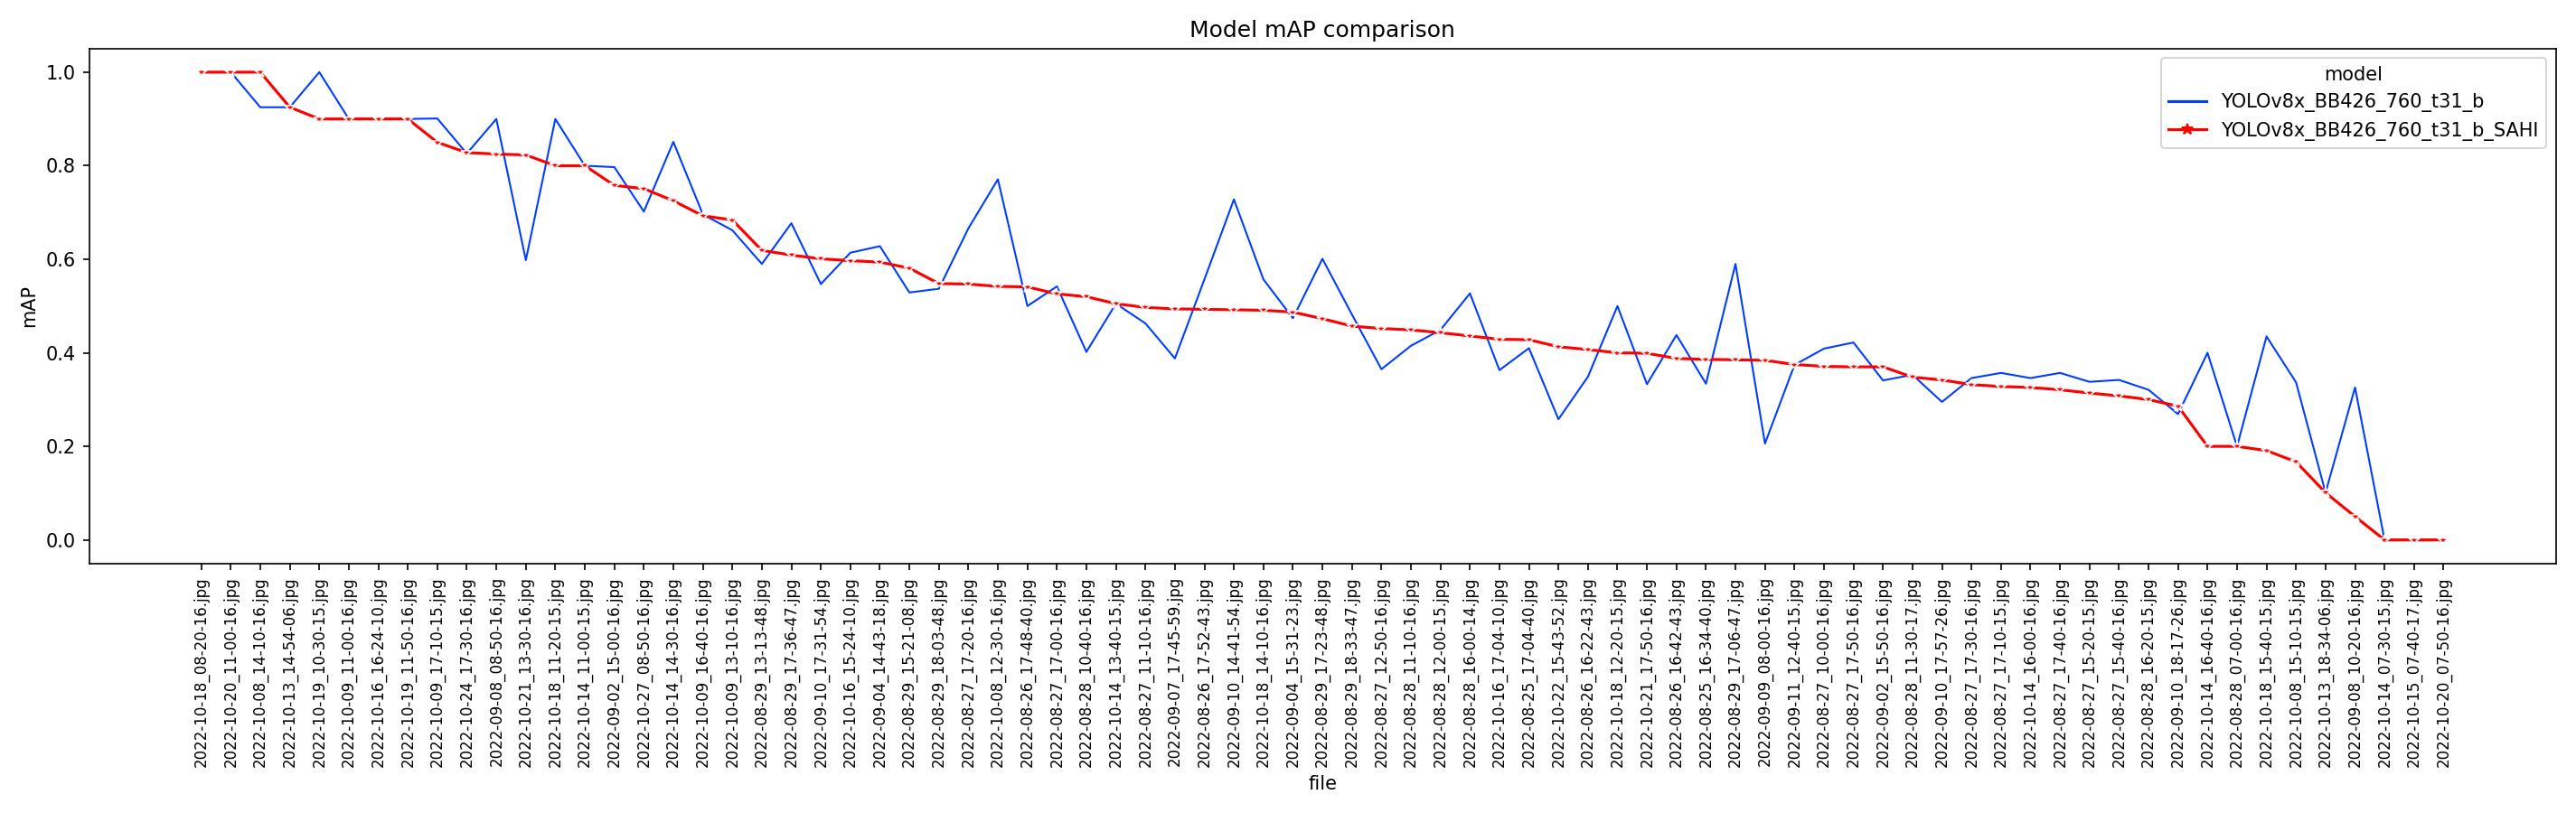 Model mAP comparison
model
YOLOv8x_BB426_760_t31_b
YOLOv8x_BB426_760_t31_b_SAHI
mAP
1.0
0.8
0.6
0.4
0.2
0.0
2022-10-18_08-20-16.jpg
2022-10-20_11-00-16.jpg
2022-10-08_14-10-16.jpg
2022-10-13_14-54-06.jpg
2022-10-19_10-30-15.jpg
2022-10-09_11-00-16.jpg
2022-10-16_16-24-10.jpg
2022-10-19_11-50-16.jpg
2022-10-09_17-10-15.jpg
2022-10-24_17-30-16.jpg
2022-09-08_08-50-16.jpg
2022-10-21_13-30-16.jpg
2022-10-18_11-20-15.jpg
2022-10-14_11-00-15.jpg
2022-09-02_15-00-16.jpg
2022-10-27_08-50-16.jpg
2022-10-14_14-30-16.jpg
2022-10-09_16-40-16.jpg
2022-10-09_13-10-16.jpg
2022-08-29_13-13-48.jpg
2022-08-29_17-36-47.jpg
2022-09-10_17-31-54.jpg
2022-10-16_15-24-10.jpg
2022-09-04_14-43-18.jpg
2022-08-29_15-21-08.jpg
2022-08-29_18-03-48.jpg
2022-08-27_17-20-16.jpg
2022-10-08_12-30-16.jpg
2022-08-26_17-48-40.jpg
2022-08-27_17-00-16.jpg
2022-08-28_10-40-16.jpg
2022-10-14_13-40-15.jpg
2022-08-27_11-10-16.jpg
2022-09-07_17-45-59.jpg
2022-08-26_17-52-43.jpg
2022-09-10_14-41-54.jpg
2022-10-18_14-10-16.jpg
2022-09-04_15-31-23.jpg
2022-08-29_17-23-48.jpg
2022-08-29_18-33-47.jpg
2022-08-27_12-50-16.jpg
2022-08-28_11-10-16.jpg
2022-08-28_12-00-15.jpg
2022-08-28_16-00-14.jpg
2022-10-16_17-04-10.jpg
2022-08-25_17-04-40.jpg
2022-10-22_15-43-52.jpg
2022-08-26_16-22-43.jpg
2022-10-18_12-20-15.jpg
2022-10-21_17-50-16.jpg
2022-08-26_16-42-43.jpg
2022-08-25_16-34-40.jpg
2022-08-29_17-06-47.jpg
2022-09-09_08-00-16.jpg
2022-09-11_12-40-15.jpg
2022-08-27_10-00-16.jpg
2022-08-27_17-50-16.jpg
2022-09-02_15-50-16.jpg
2022-08-28_11-30-17.jpg
2022-09-10_17-57-26.jpg
2022-08-27_17-30-16.jpg
2022-08-27_17-10-15.jpg
2022-10-14_16-00-16.jpg
2022-08-27_17-40-16.jpg
2022-08-27_15-20-15.jpg
2022-08-27_15-40-16.jpg
2022-08-28_16-20-15.jpg
2022-09-10_18-17-26.jpg
2022-10-14_16-40-16.jpg
2022-08-28_07-00-16.jpg
2022-10-18_15-40-15.jpg
2022-10-08_15-10-15.jpg
2022-10-13_18-34-06.jpg
2022-09-08_10-20-16.jpg
2022-10-14_07-30-15.jpg
2022-10-15_07-40-17.jpg
2022-10-20_07-50-16.jpg
file